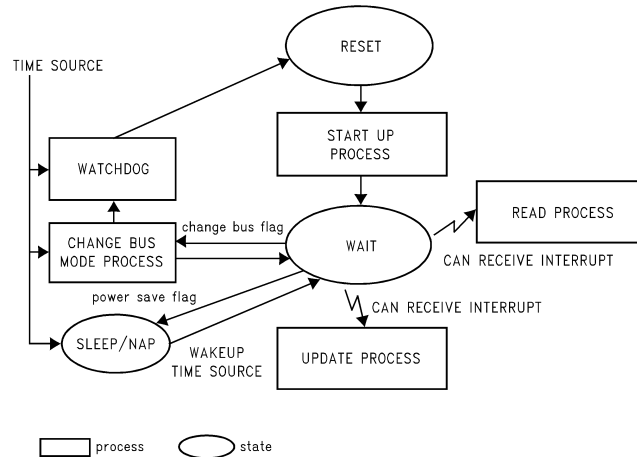 RESET
TIME SOURCE
START UP
PROCESS
WATCHDOG
READ PROCESS
change bus flag
CHANGE BUS
MODE PROCESS
WAIT
CAN RECEIVE INTERRUPT
power save flag
CAN RECEIVE INTERRUPT
SLEEP/NAP
WAKEUP
TIME SOURCE
UPDATE PROCESS
process
state